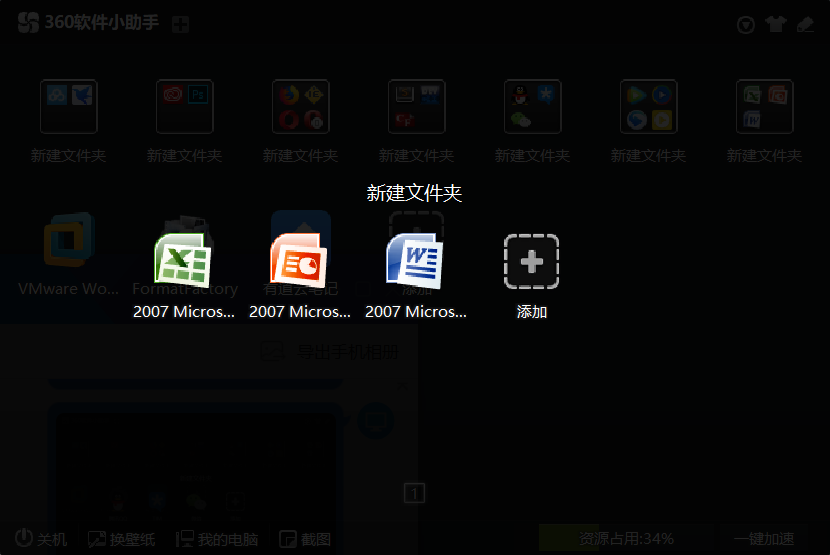 360软件小助手
新建文件夹 新建文件夹 新建文件夹 新建文件夹 新建文件夹 新建文件夹 新建文件夹
新建文件夹
VMware Wo... FormatFactory 有道云笔记 添加
2007 Micros... 2007 Micros... 2007 Micros... 添加
导出手机相册
1
关机 换壁纸 我的电脑 截图 资源占用:34% 一键加速